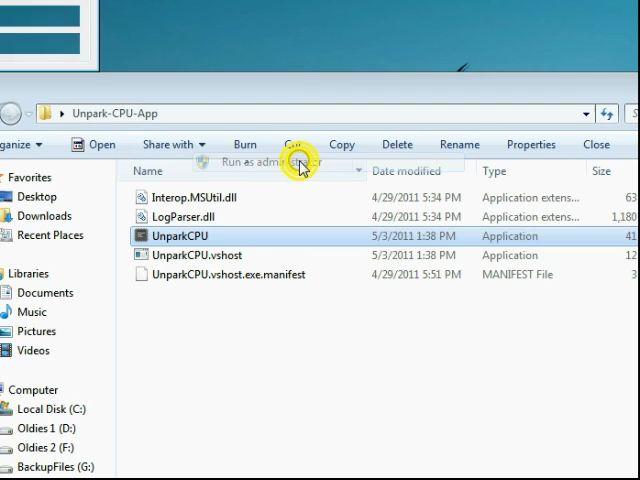 Unpark-CPU-App
ganize Open Share with Burn Cut Copy Delete Rename Properties Close
Run as administrator
Favorites Name Date modified Type Size
Interop.MSUtil.dll 4/29/2011 5:34 PM Application extens... 63
Desktop
LogParser.dll 4/29/2011 5:34 PM Application extens... 1,180
Downloads
UnparkCPU 5/3/2011 1:38 PM Application 41
Recent Places
UnparkCPU.vshost 5/3/2011 1:38 PM Application 12
Libraries
UnparkCPU.vshost.exe.manifest 4/29/2011 5:51 PM MANIFEST File 3
Documents
Music
Pictures
Videos
Computer
Local Disk (C:)
Oldies 1 (D:)
Oldies 2 (F:)
BackupFiles (G:)